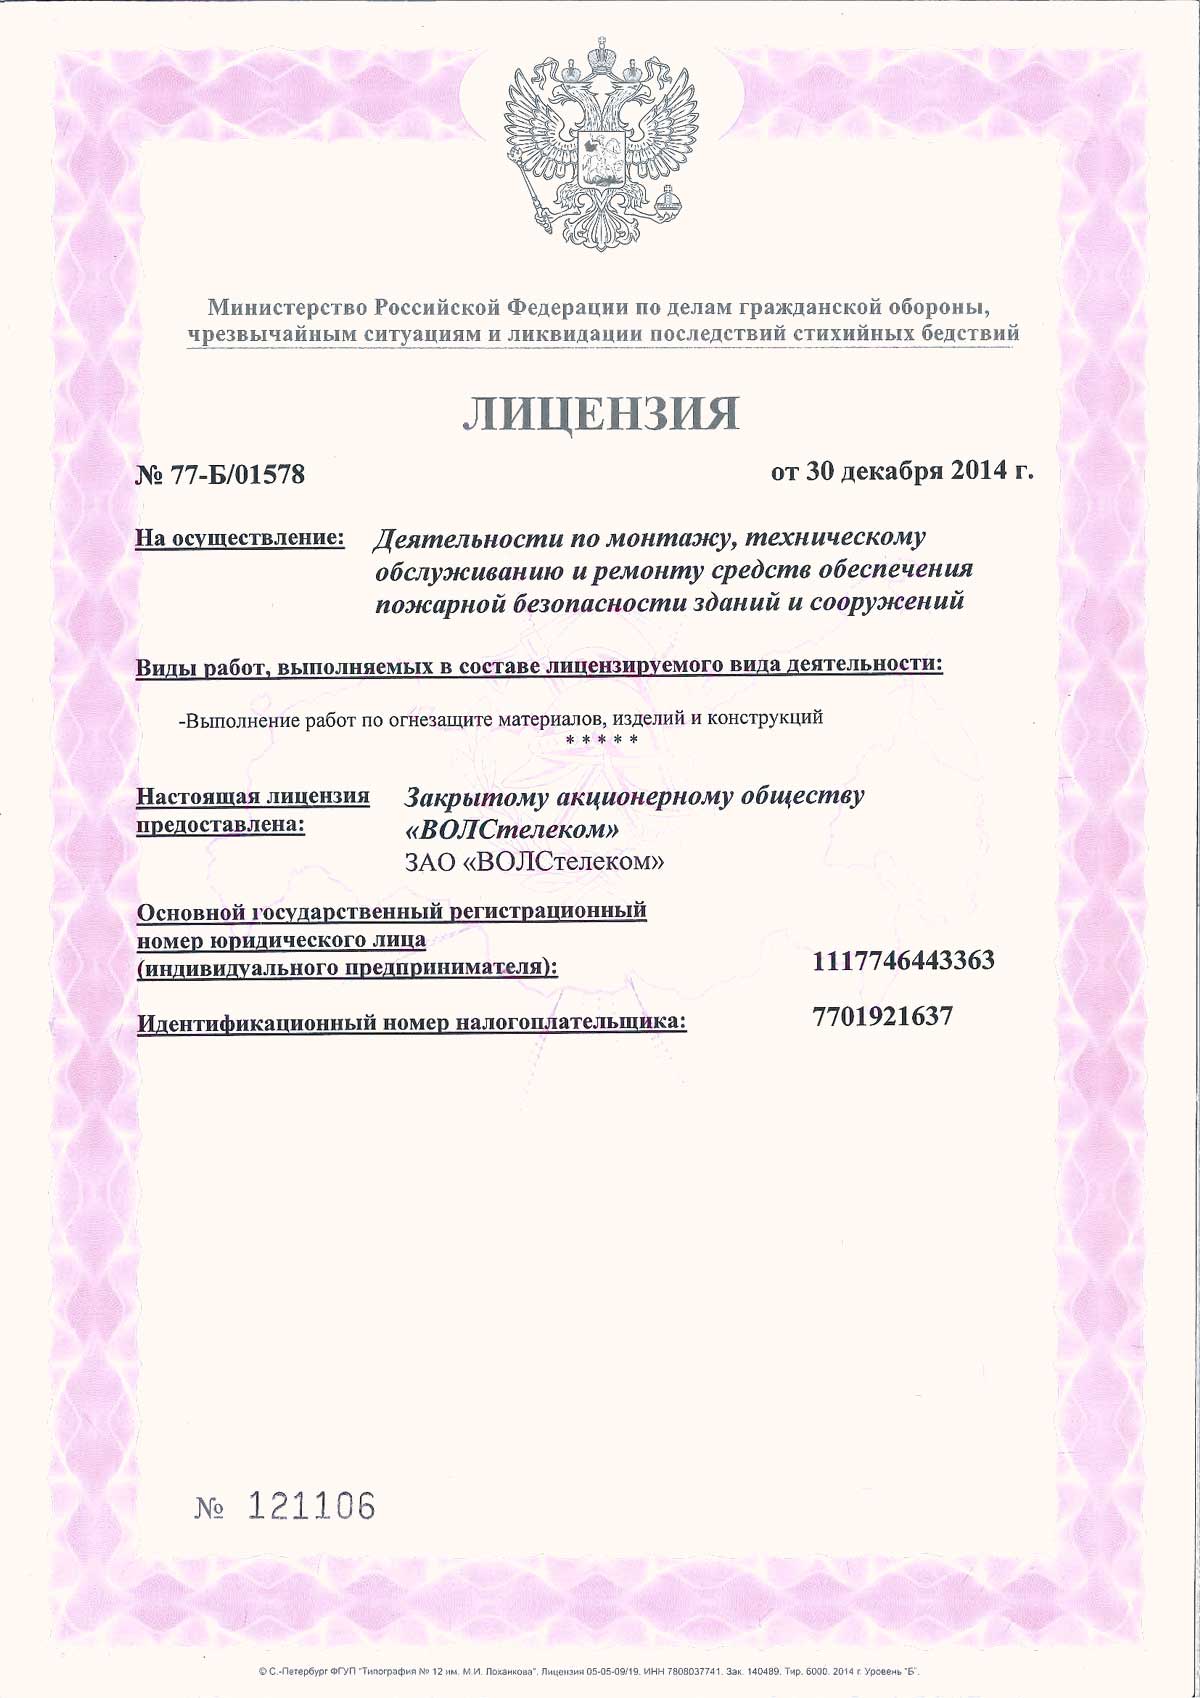 Министерство Российской Федерации по делам гражданской обороны,
чрезвычайным ситуациям и ликвидации последствий стихийных бедствий
ЛИЦЕНЗИЯ
№ 77-Б/01578 от 30 декабря 2014 г.
На осуществление: Деятельности по монтажу, техническому
обслуживанию и ремонту средств обеспечения
пожарной безопасности зданий и сооружений
Виды работ, выполняемых в составе лицензируемого вида деятельности:
-Выполнение работ по огнезащите материалов, изделий и конструкций
* * * * *
Настоящая лицензия Закрытому акционерному обществу
предоставлена: «ВОЛСтелеком»
ЗАО «ВОЛСтелеком»
Основной государственный регистрационный
номер юридического лица
(индивидуального предпринимателя): 1117746443363
Идентификационный номер налогоплательщика: 7701921637
№ 121106
© С.-Петербург ФГУП "Типография № 12 им. М.И. Лоханкова". Лицензия 05-05-09/19. ИНН 7808037741. Зак. 140489. Тир. 6000. 2014 г. Уровень "Б".